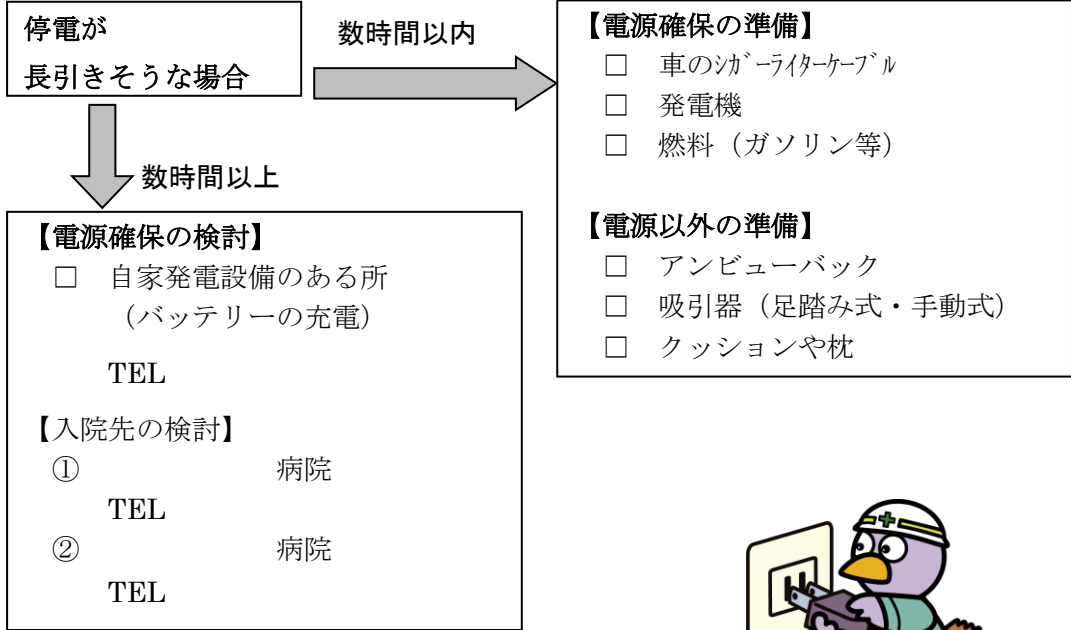 停電が
長引きそうな場合
数時間以内
【電源確保の準備】
□ 車のｼｶﾞｰﾗｲﾀｰｹｰﾌﾞﾙ
□ 発電機
□ 燃料（ガソリン等）
【電源以外の準備】
□ アンビューバック
□ 吸引器（足踏み式・手動式）
□ クッションや枕
数時間以上
【電源確保の検討】
□ 自家発電設備のある所
（バッテリーの充電）
TEL
【入院先の検討】
① 病院
TEL
② 病院
TEL